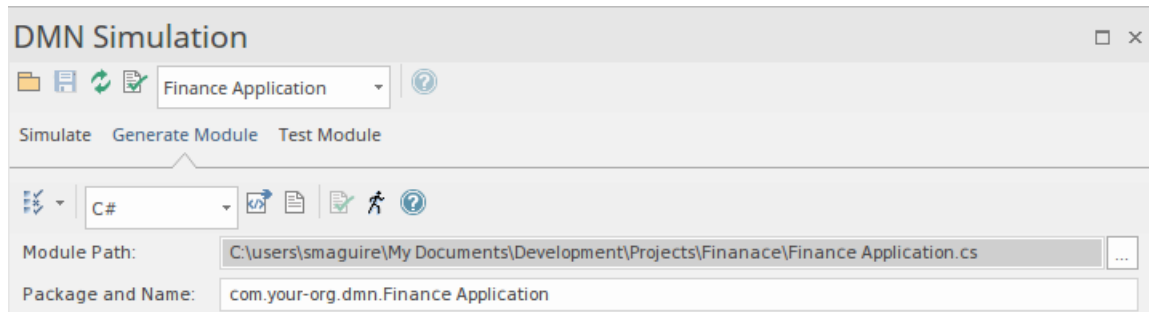 DMN Simulation
Finance Application
Simulate Generate Module Test Module
C#
Module Path: C:\users\smaguire\My Documents\Development\Projects\Finanace\Finance Application.cs ...
Package and Name: com.your-org.dmn.Finance Application